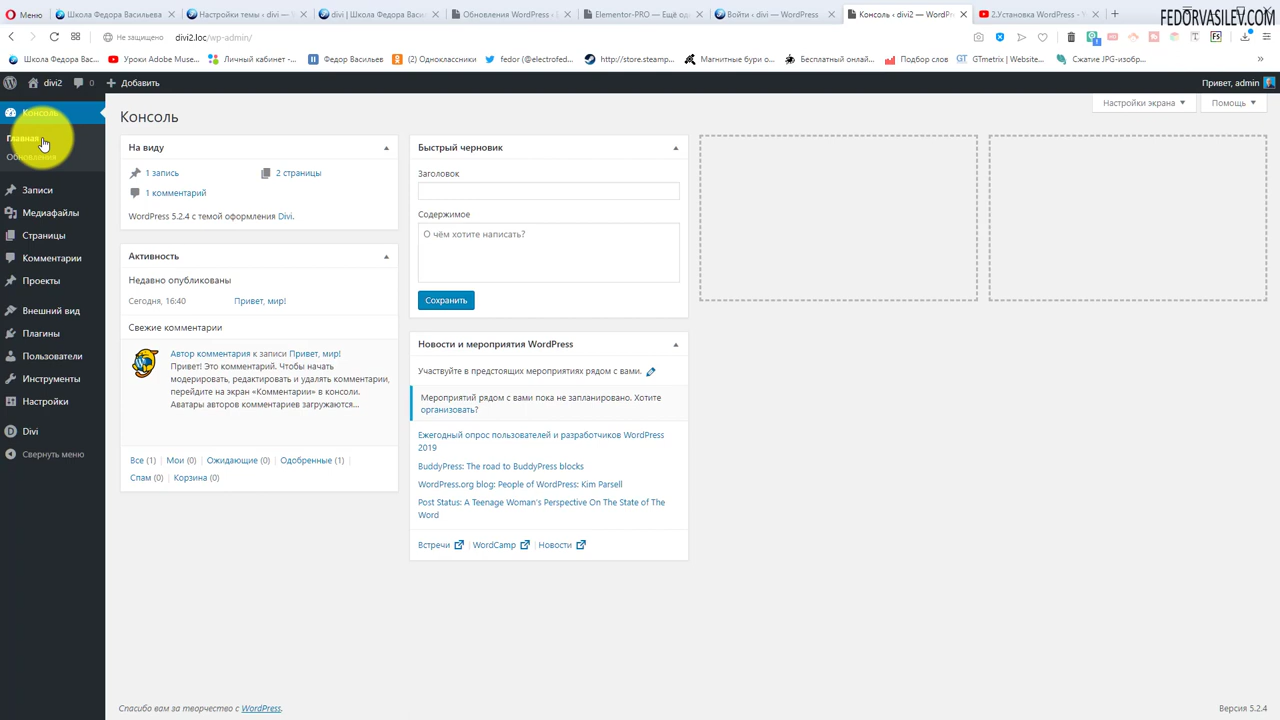 Меню
Школа Федора Васильева
Настройки темы ‹ divi —
divi | Школа Федора Вас
Обновления WordPress ‹
Elementor-PRO — Ещё од
Войти ‹ divi — WordPress
Консоль ‹ divi2 — WordPr
2.Установка WordPress - Y
FEDORVASILEV.COM
Не защищено
divi2.loc/wp-admin/
Школа Федора Вас...
Уроки Adobe Muse...
Личный кабинет -...
Федор Васильев
(2) Одноклассники
fedor (@electrofed...
http://store.steamp...
Магнитные бури о...
Бесплатный онлай...
Подбор слов
GTmetrix | Website...
Сжатие JPG-изобр...
divi2
0
Добавить
Привет, admin
Консоль
Главная
Обновления
Записи
Медиафайлы
Страницы
Комментарии
Проекты
Внешний вид
Плагины
Пользователи
Инструменты
Настройки
Divi
Свернуть меню
Настройки экрана
Помощь
Консоль
На виду
1 запись
2 страницы
1 комментарий
WordPress 5.2.4 с темой оформления Divi.
Активность
Недавно опубликованы
Сегодня, 16:40
Привет, мир!
Свежие комментарии
Автор комментария к записи Привет, мир!
Привет! Это комментарий. Чтобы начать
модерировать, редактировать и удалять комментарии,
перейдите на экран «Комментарии» в консоли.
Аватары авторов комментариев загружаются…
Все (1) | Мои (0) | Ожидающие (0) | Одобренные (1) |
Спам (0) | Корзина (0)
Быстрый черновик
Заголовок
Содержимое
О чём хотите написать?
Сохранить
Новости и мероприятия WordPress
Участвуйте в предстоящих мероприятиях рядом с вами.
Мероприятий рядом с вами пока не запланировано. Хотите
организовать?
Ежегодный опрос пользователей и разработчиков WordPress
2019
BuddyPress: The road to BuddyPress blocks
WordPress.org blog: People of WordPress: Kim Parsell
Post Status: A Teenage Woman's Perspective On The State of The
Word
Встречи | WordCamp | Новости
Спасибо вам за творчество с WordPress.
Версия 5.2.4